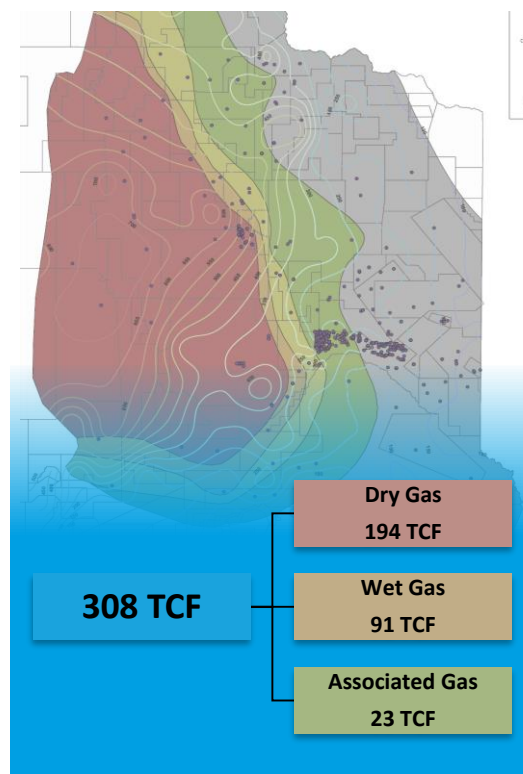 Dry Gas
194 TCF
308 TCF
Wet Gas
91 TCF
Associated Gas
23 TCF